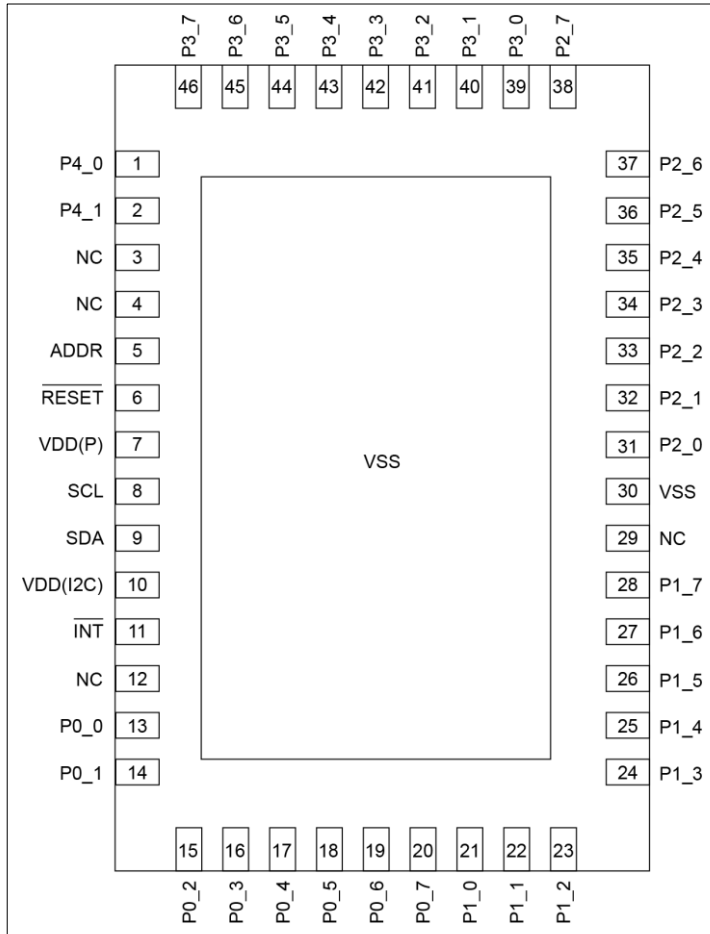 P3_7 P3_6 P3_5 P3_4 P3_3 P3_2 P3_1 P3_0 P2_7
46 45 44 43 42 41 40 39 38
P4_0 1 37 P2_6
P4_1 2 36 P2_5
NC 3 35 P2_4
NC 4 34 P2_3
ADDR 5 33 P2_2
RESET 6 32 P2_1
VDD(P) 7 31 P2_0
VSS
SCL 8 30 VSS
SDA 9 29 NC
VDD(I2C) 10 28 P1_7
INT 11 27 P1_6
NC 12 26 P1_5
P0_0 13 25 P1_4
P0_1 14 24 P1_3
15 16 17 18 19 20 21 22 23
P0_2 P0_3 P0_4 P0_5 P0_6 P0_7 P1_0 P1_1 P1_2